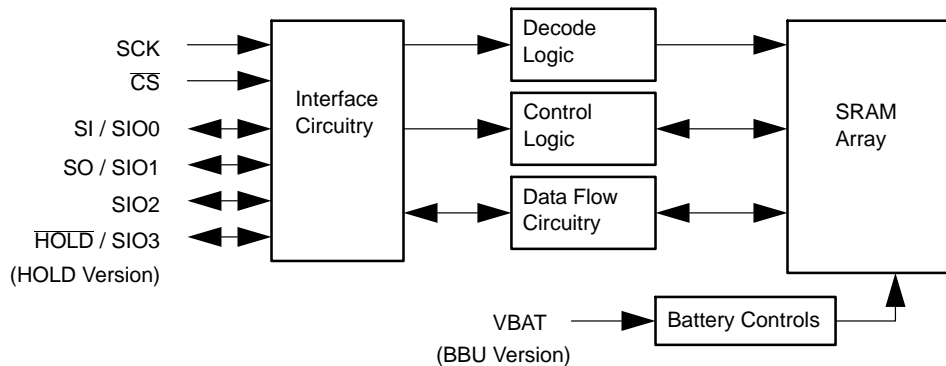 SCK
CS
SI / SIO0
SO / SIO1
SIO2
HOLD / SIO3
(HOLD Version)
Interface
Circuitry
Decode
Logic
Control
Logic
Data Flow
Circuitry
SRAM
Array
VBAT
(BBU Version)
Battery Controls